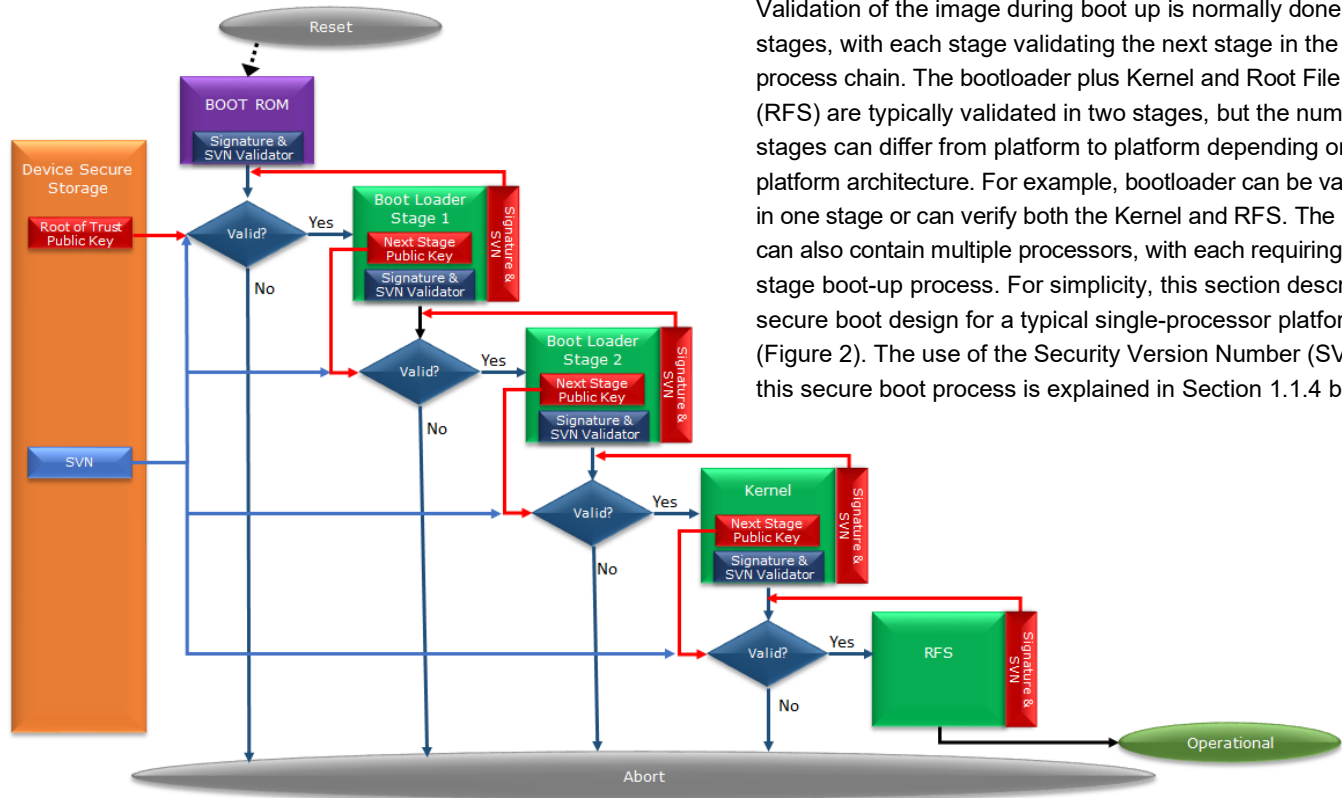 Reset
Validation of the image during boot up is normally done
stages, with each stage validating the next stage in the
process chain. The bootloader plus Kernel and Root File
(RFS) are typically validated in two stages, but the num
stages can differ from platform to platform depending or
platform architecture. For example, bootloader can be va
in one stage or can verify both the Kernel and RFS. The
can also contain multiple processors, with each requiring
stage boot-up process. For simplicity, this section descr
secure boot design for a typical single-processor platfor
(Figure 2). The use of the Security Version Number (SV
this secure boot process is explained in Section 1.1.4 b
BOOT ROM
Signature &
SVN Validator
Device Secure
Storage
Root of Trust
Public Key
SVN
Valid?
Yes
No
Boot Loader
Stage 1
Next Stage
Public Key
Signature &
SVN Validator
Signature &
SVN
Valid?
Yes
No
Boot Loader
Stage 2
Next Stage
Public Key
Signature &
SVN Validator
Signature &
SVN
Valid?
Yes
No
Kernel
Next Stage
Public Key
Signature &
SVN Validator
Signature &
SVN
Valid?
Yes
No
RFS
Signature &
SVN
Operational
Abort